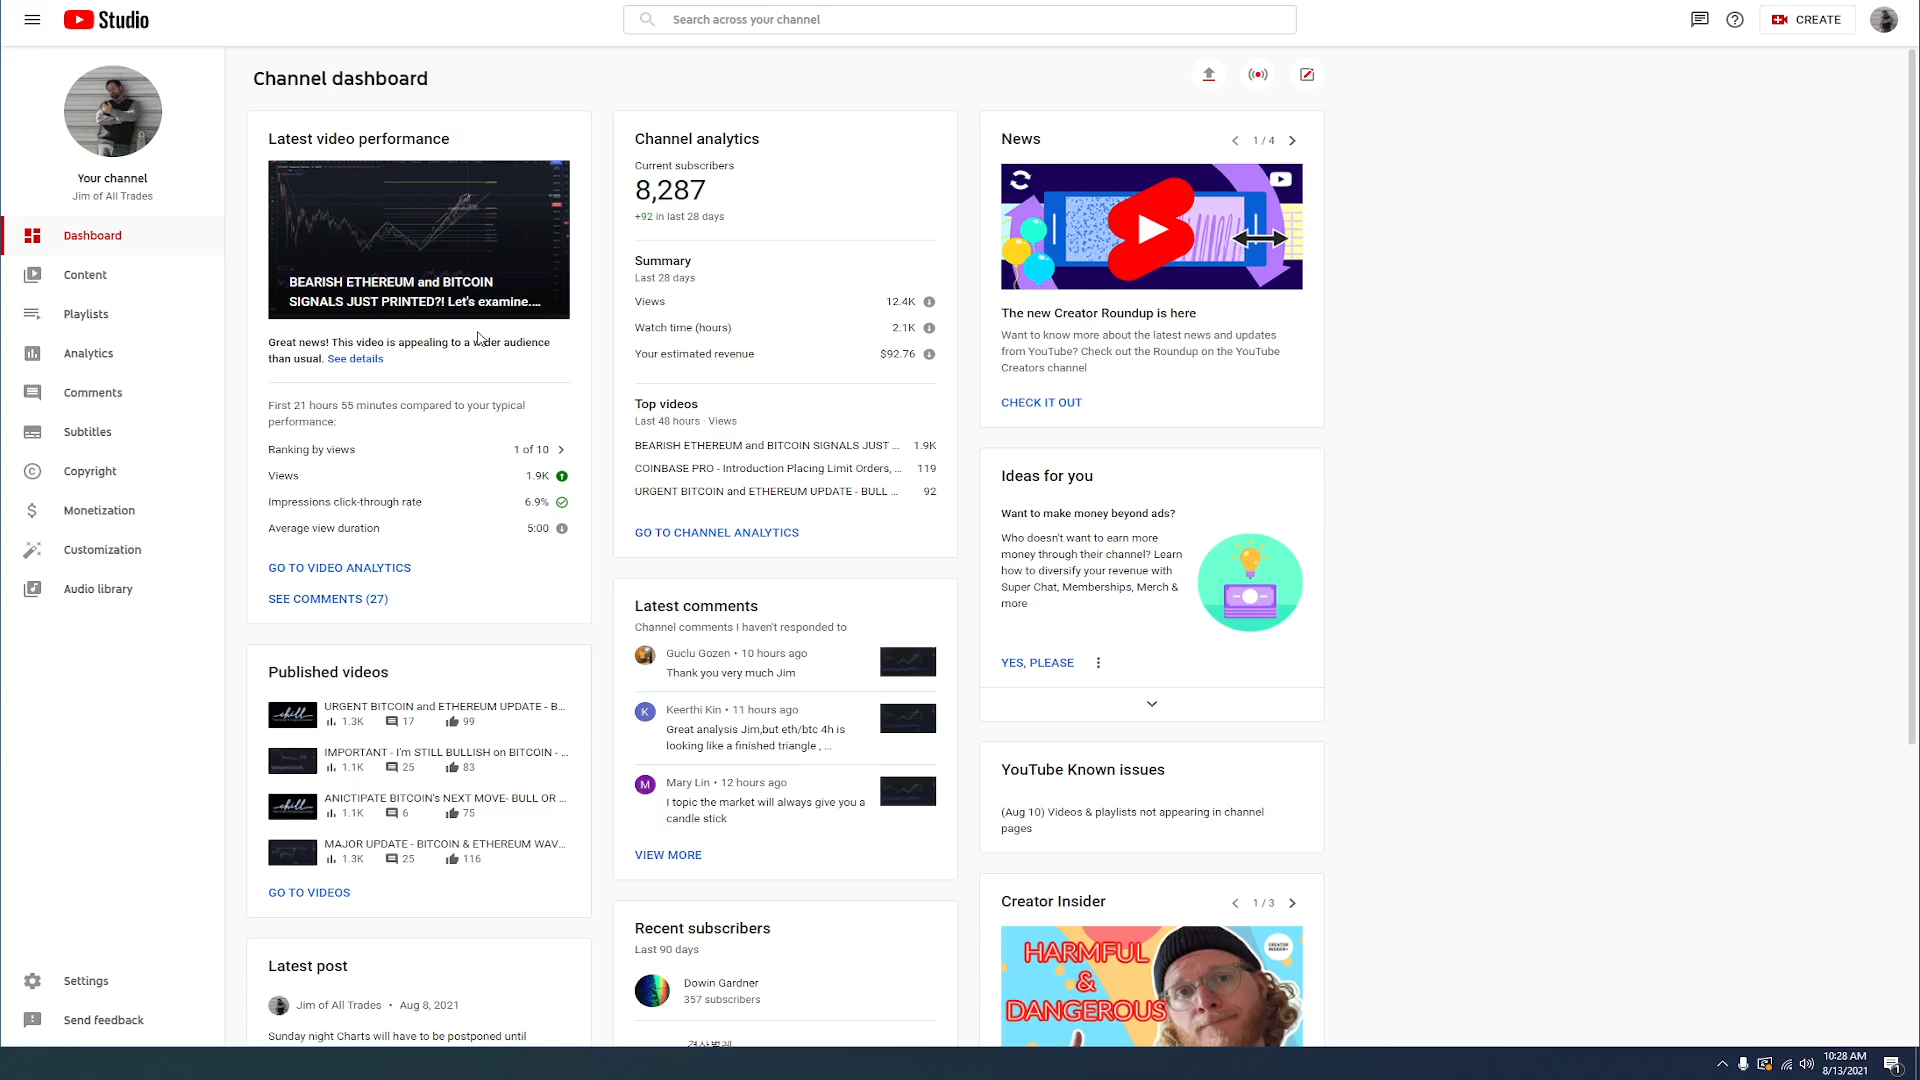 Studio
Search across your channel
CREATE
Your channel
Jim of All Trades
Dashboard
Content
Playlists
Analytics
Comments
Subtitles
Copyright
Monetization
Customization
Audio library
Settings
Send feedback
Channel dashboard
Latest video performance
BEARISH ETHEREUM and BITCOIN
SIGNALS JUST PRINTED?! Let's examine....
Great news! This video is appealing to a wider audience
than usual. See details
First 21 hours 55 minutes compared to your typical
performance:
Ranking by views 1 of 10
Views 1.9K
Impressions click-through rate 6.9%
Average view duration 5:00
GO TO VIDEO ANALYTICS
SEE COMMENTS (27)
Published videos
chill
URGENT BITCOIN and ETHEREUM UPDATE - B...
1.3K 17 99
IMPORTANT - I'm STILL BULLISH on BITCOIN - ...
1.1K 25 83
chill
ANICTIPATE BITCOIN's NEXT MOVE- BULL OR ...
1.1K 6 75
MAJOR UPDATE - BITCOIN & ETHEREUM WAV...
1.3K 25 116
GO TO VIDEOS
Latest post
Jim of All Trades • Aug 8, 2021
Sunday night Charts will have to be postponed until
Channel analytics
Current subscribers
8,287
+92 in last 28 days
Summary
Last 28 days
Views 12.4K
Watch time (hours) 2.1K
Your estimated revenue $92.76
Top videos
Last 48 hours · Views
BEARISH ETHEREUM and BITCOIN SIGNALS JUST ... 1.9K
COINBASE PRO - Introduction Placing Limit Orders, ... 119
URGENT BITCOIN and ETHEREUM UPDATE - BULL ... 92
GO TO CHANNEL ANALYTICS
Latest comments
Channel comments I haven't responded to
Guclu Gozen • 10 hours ago
Thank you very much Jim
K
Keerthi Kin • 11 hours ago
Great analysis Jim,but eth/btc 4h is
looking like a finished triangle , ...
M
Mary Lin • 12 hours ago
I topic the market will always give you a
candle stick
VIEW MORE
Recent subscribers
Last 90 days
Dowin Gardner
357 subscribers
News
1 / 4
The new Creator Roundup is here
Want to know more about the latest news and updates
from YouTube? Check out the Roundup on the YouTube
Creators channel
CHECK IT OUT
Ideas for you
Want to make money beyond ads?
Who doesn't want to earn more
money through their channel? Learn
how to diversify your revenue with
Super Chat, Memberships, Merch &
more
YES, PLEASE
YouTube Known issues
(Aug 10) Videos & playlists not appearing in channel
pages
Creator Insider
1 / 3
HARMFUL
&
DANGEROUS
CREATOR
INSIDER
10:28 AM
8/13/2021
1